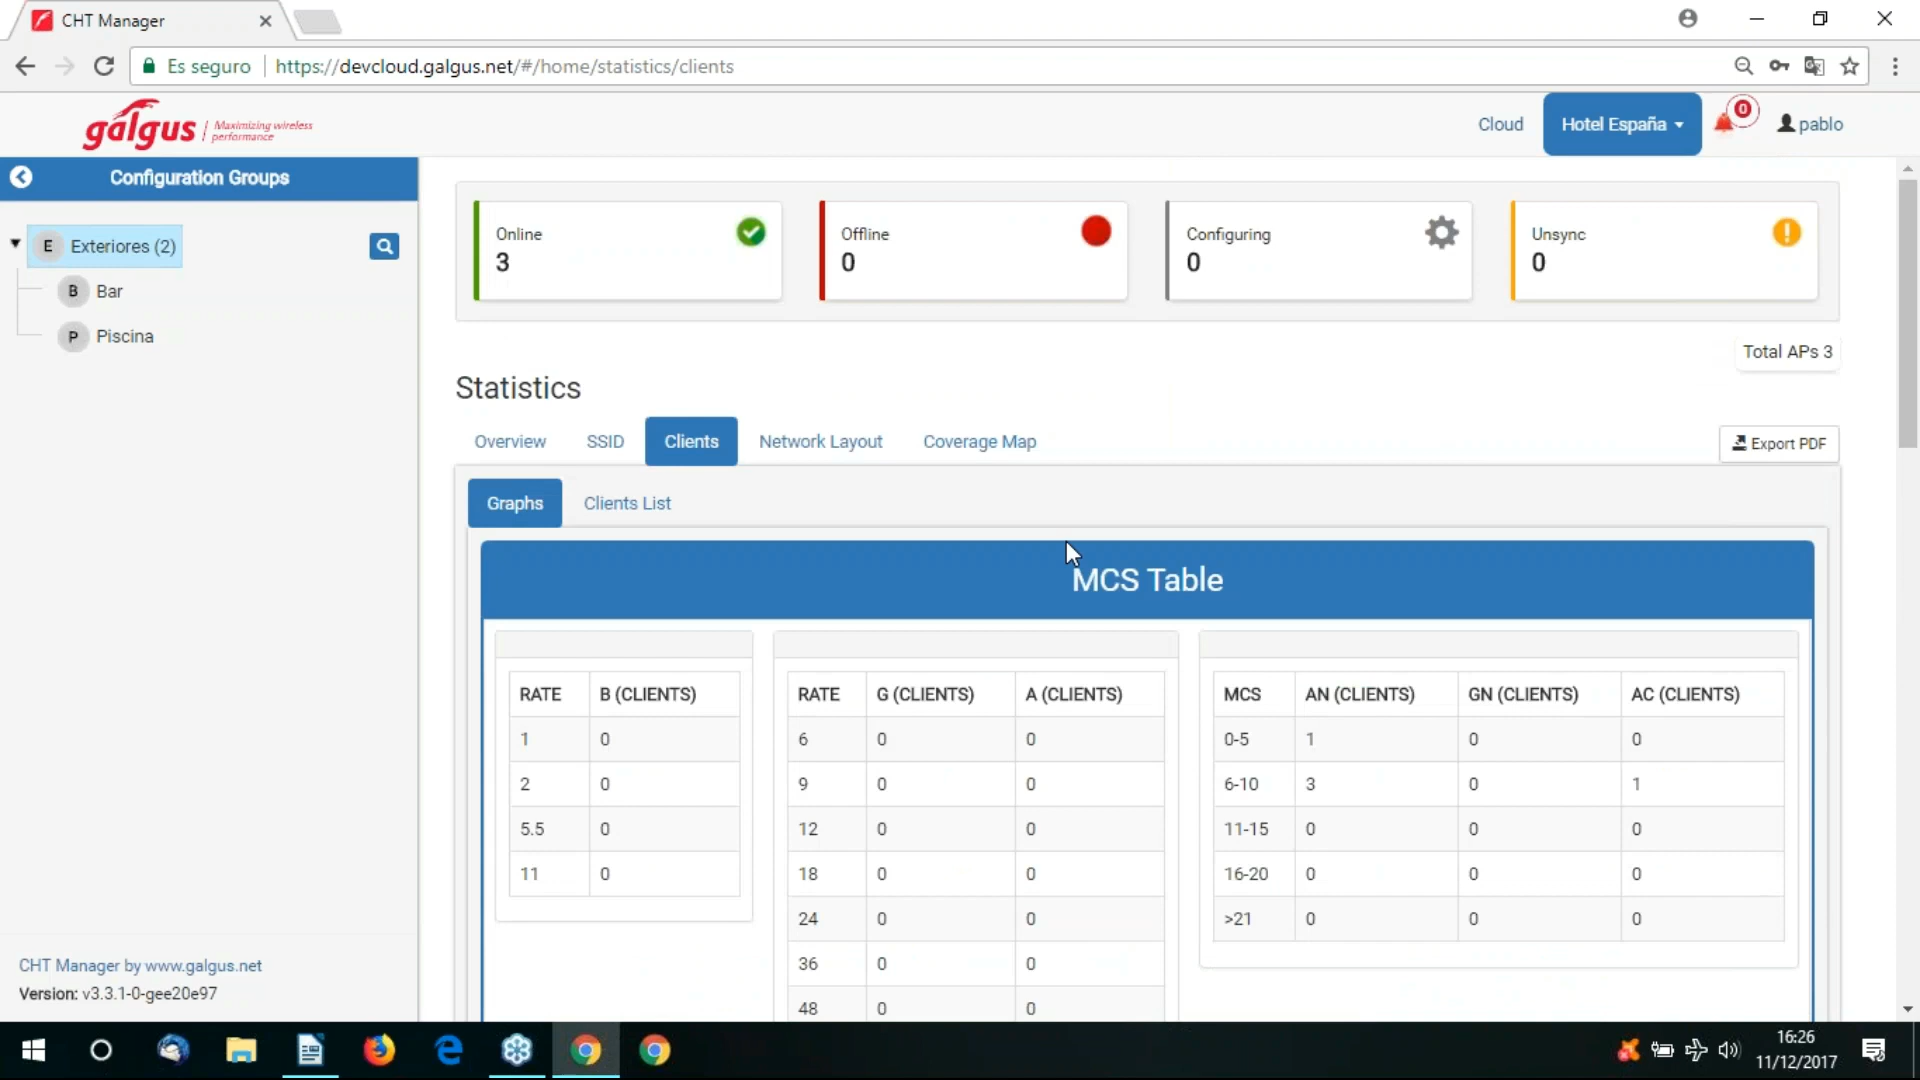 CHT Manager
Es seguro https://devcloud.galgus.net/#/home/statistics/clients
galgus Maximizing wireless performance
Cloud Hotel España 0 pablo
Configuration Groups
E Exteriores (2)
B Bar
P Piscina
Online
3
Offline
0
Configuring
0
Unsync
0
Total APs 3
Statistics
Overview SSID Clients Network Layout Coverage Map Export PDF
Graphs Clients List
MCS Table
RATE B (CLIENTS)
1 0
2 0
5.5 0
11 0
RATE G (CLIENTS) A (CLIENTS)
6 0 0
9 0 0
12 0 0
18 0 0
24 0 0
36 0 0
48 0 0
MCS AN (CLIENTS) GN (CLIENTS) AC (CLIENTS)
0-5 1 0 0
6-10 3 0 1
11-15 0 0 0
16-20 0 0 0
>21 0 0 0
CHT Manager by www.galgus.net
Version: v3.3.1-0-gee20e97
16:26
11/12/2017